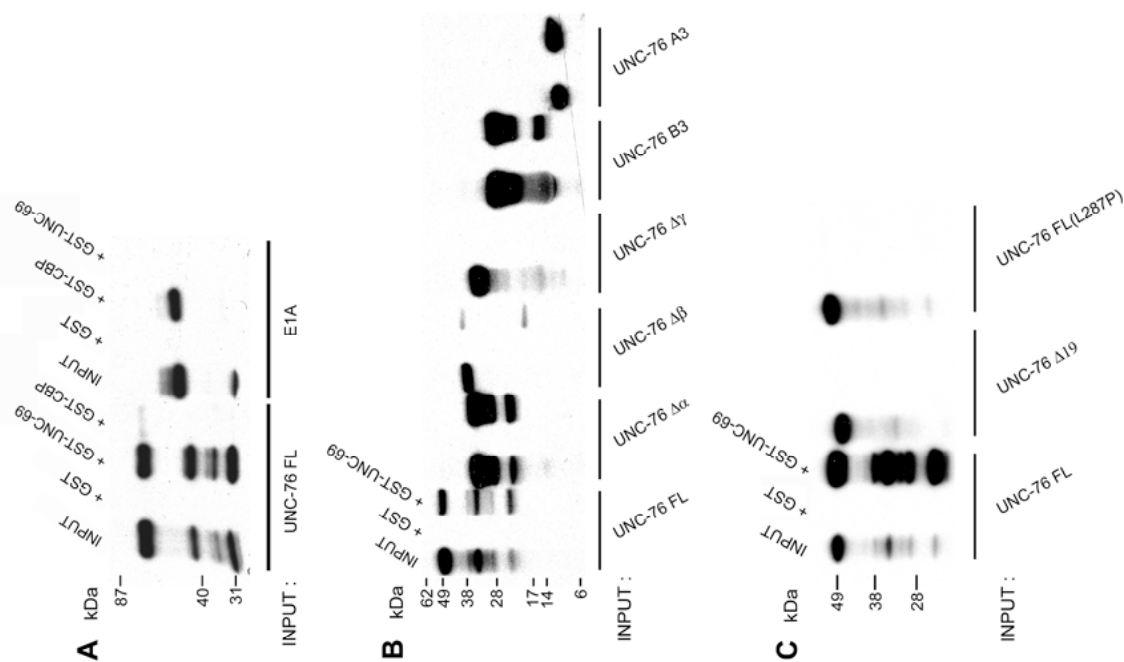 A
kDa
87
40
31
INPUT
+ GST
+ GST-UNC-69
+ GST-CBP
INPUT
+ GST
+ GST-CBP
+ GST-UNC-69
INPUT :
UNC-76 FL
E1A
B
kDa
62
49
38
28
17
14
6
INPUT
+ GST
+ GST-UNC-69
INPUT :
UNC-76 FL
UNC-76 Δα
UNC-76 Δβ
UNC-76 Δγ
UNC-76 B3
UNC-76 A3
C
kDa
49
38
28
INPUT
+ GST
+ GST-UNC-69
INPUT :
UNC-76 FL
UNC-76 Δ19
UNC-76 FL(L287P)